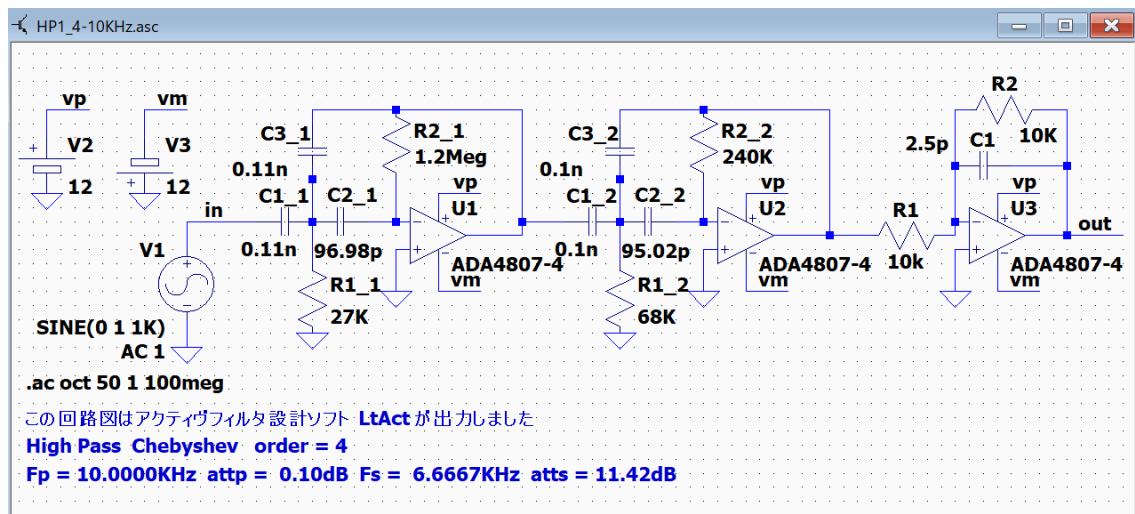 HP1_4-10KHz.asc
vp
vm
V2
12
V3
12
in
V1
SINE(0 1 1K)
AC 1
C3_1
0.11n
C1_1
0.11n
C2_1
96.98p
R2_1
1.2Meg
R1_1
27K
vp
U1
ADA4807-4
vm
C3_2
0.1n
C1_2
0.1n
C2_2
95.02p
R2_2
240K
R1_2
68K
vp
U2
ADA4807-4
vm
R1
10k
R2
10K
2.5p
C1
vp
U3
out
ADA4807-4
vm
.ac oct 50 1 100meg
この回路図はアクティヴフィルタ設計ソフト LtAct が出力しました
High Pass Chebyshev order = 4
Fp = 10.0000KHz attp = 0.10dB Fs = 6.6667KHz atts = 11.42dB